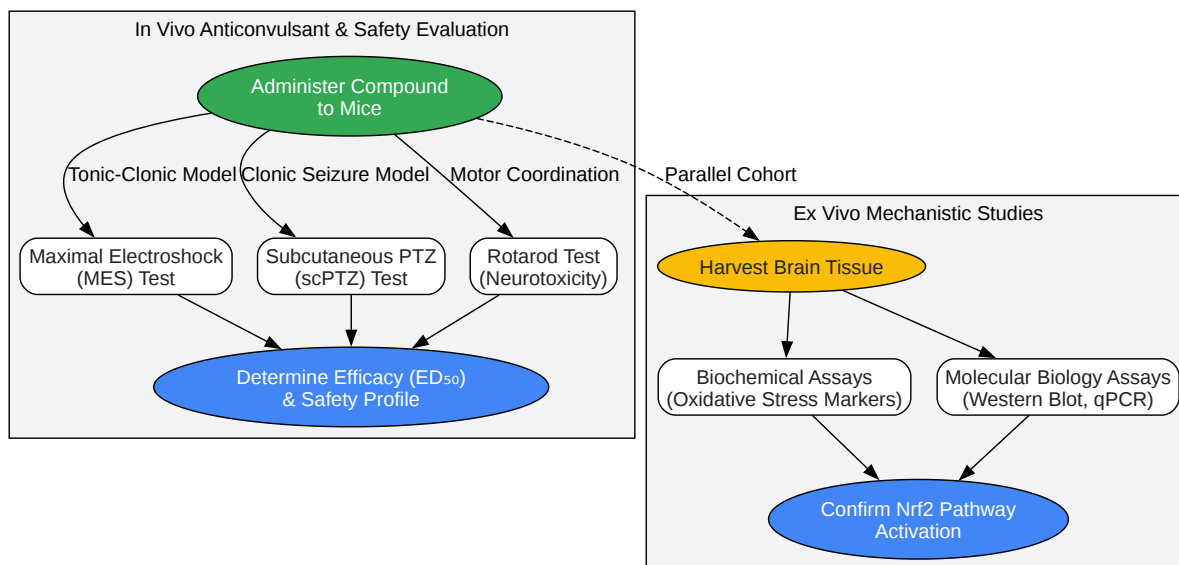 In Vivo Anticonvulsant & Safety Evaluation
Administer Compound
to Mice
Tonic-Clonic Model
Clonic Seizure Model
Motor Coordination
Parallel Cohort
Maximal Electroshock
(MES) Test
Subcutaneous PTZ
(scPTZ) Test
Rotarod Test
(Neurotoxicity)
Determine Efficacy (ED₅₀)
& Safety Profile
Ex Vivo Mechanistic Studies
Harvest Brain Tissue
Biochemical Assays
(Oxidative Stress Markers)
Molecular Biology Assays
(Western Blot, qPCR)
Confirm Nrf2 Pathway
Activation